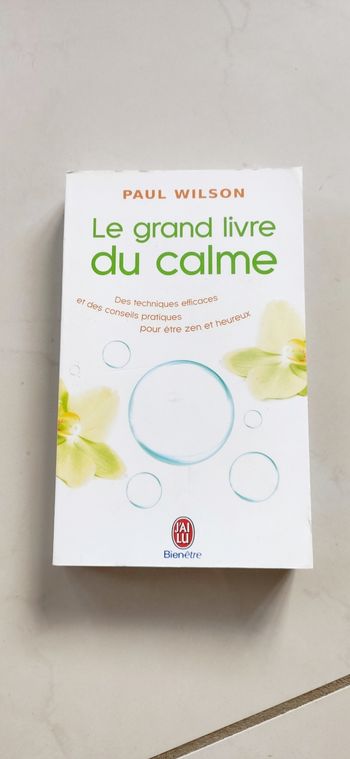 PAUL WILSON
Le grand livre
du calme
Des techniques efficaces
et des conseils pratiques
pour être zen et heureux
J'AI
LU
Bienêtre